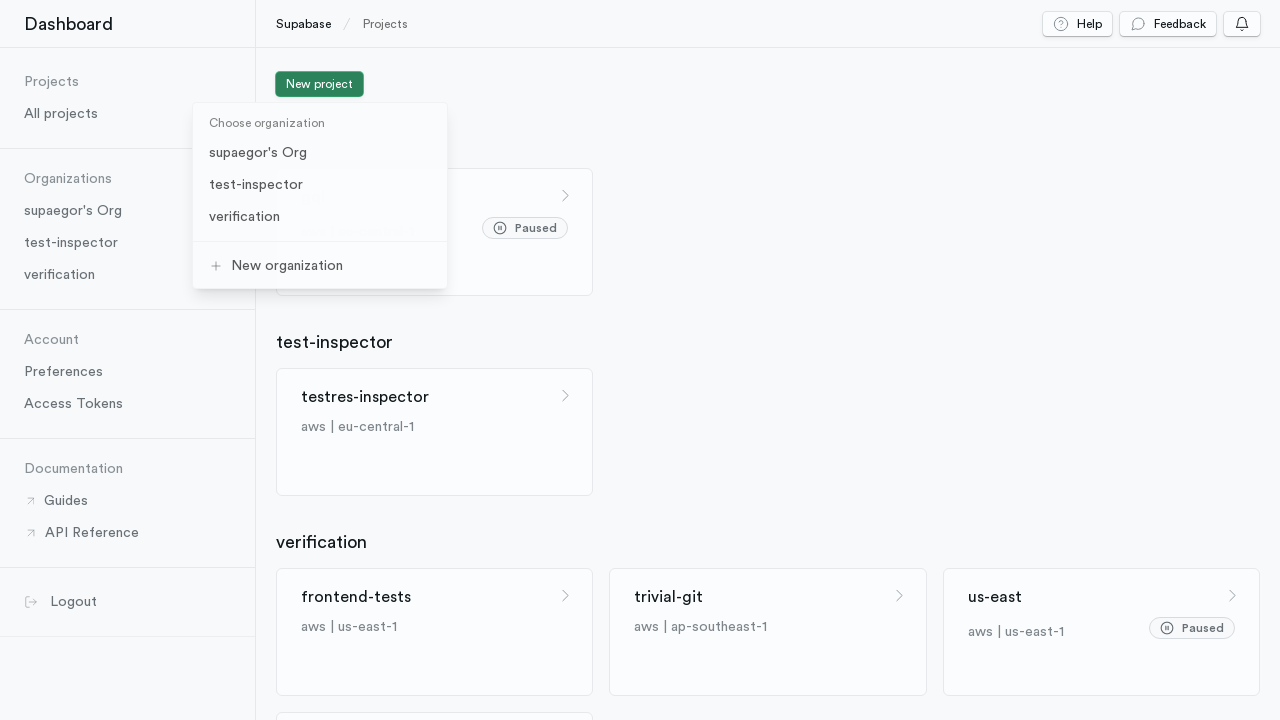 Dashboard
Supabase
Projects
Help
Feedback
Projects
All projects
Organizations
supaegor's Org
test-inspector
verification
Account
Preferences
Access Tokens
Documentation
Guides
API Reference
Logout
New project
Choose organization
supaegor's Org
test-inspector
verification
New organization
Paused
test-inspector
testres-inspector
aws | eu-central-1
verification
frontend-tests
aws | us-east-1
trivial-git
aws | ap-southeast-1
us-east
aws | us-east-1
Paused